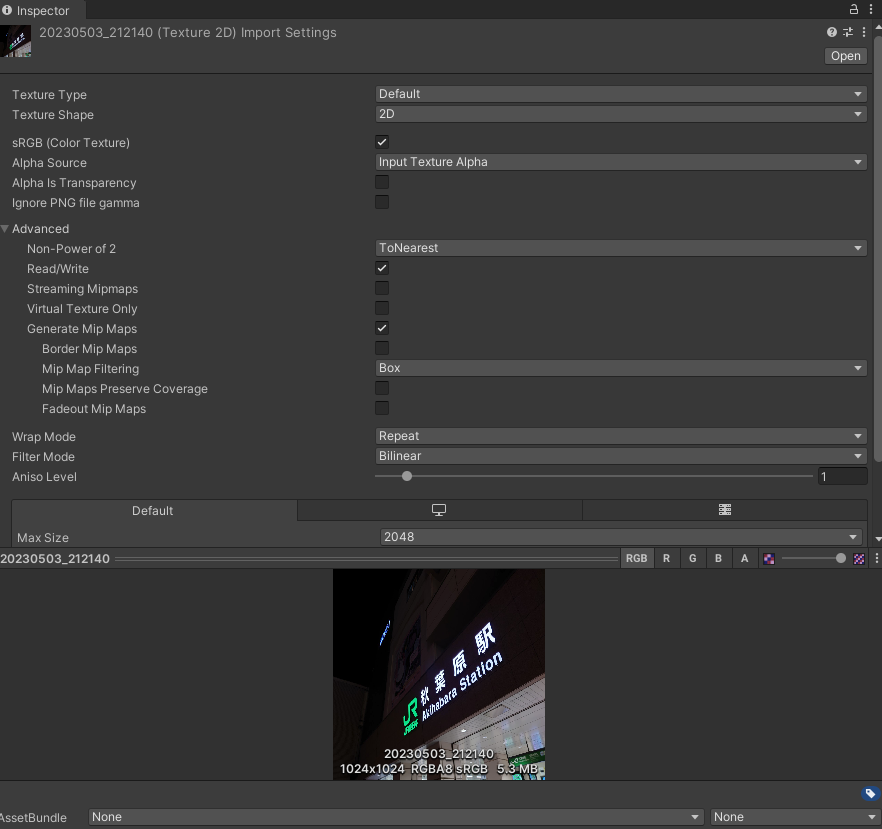 Inspector
20230503_212140 (Texture 2D) Import Settings
Open
Texture Type Default
Texture Shape 2D
sRGB (Color Texture)
Alpha Source Input Texture Alpha
Alpha Is Transparency
Ignore PNG file gamma
Advanced
Non-Power of 2 ToNearest
Read/Write
Streaming Mipmaps
Virtual Texture Only
Generate Mip Maps
Border Mip Maps
Mip Map Filtering Box
Mip Maps Preserve Coverage
Fadeout Mip Maps
Wrap Mode Repeat
Filter Mode Bilinear
Aniso Level 1
Default
Max Size 2048
20230503_212140 RGB R G B A
秋葉原駅
JR Akihabara Station
20230503_212140
1024x1024 RGBA8 sRGB 5.3 MB
AssetBundle None None